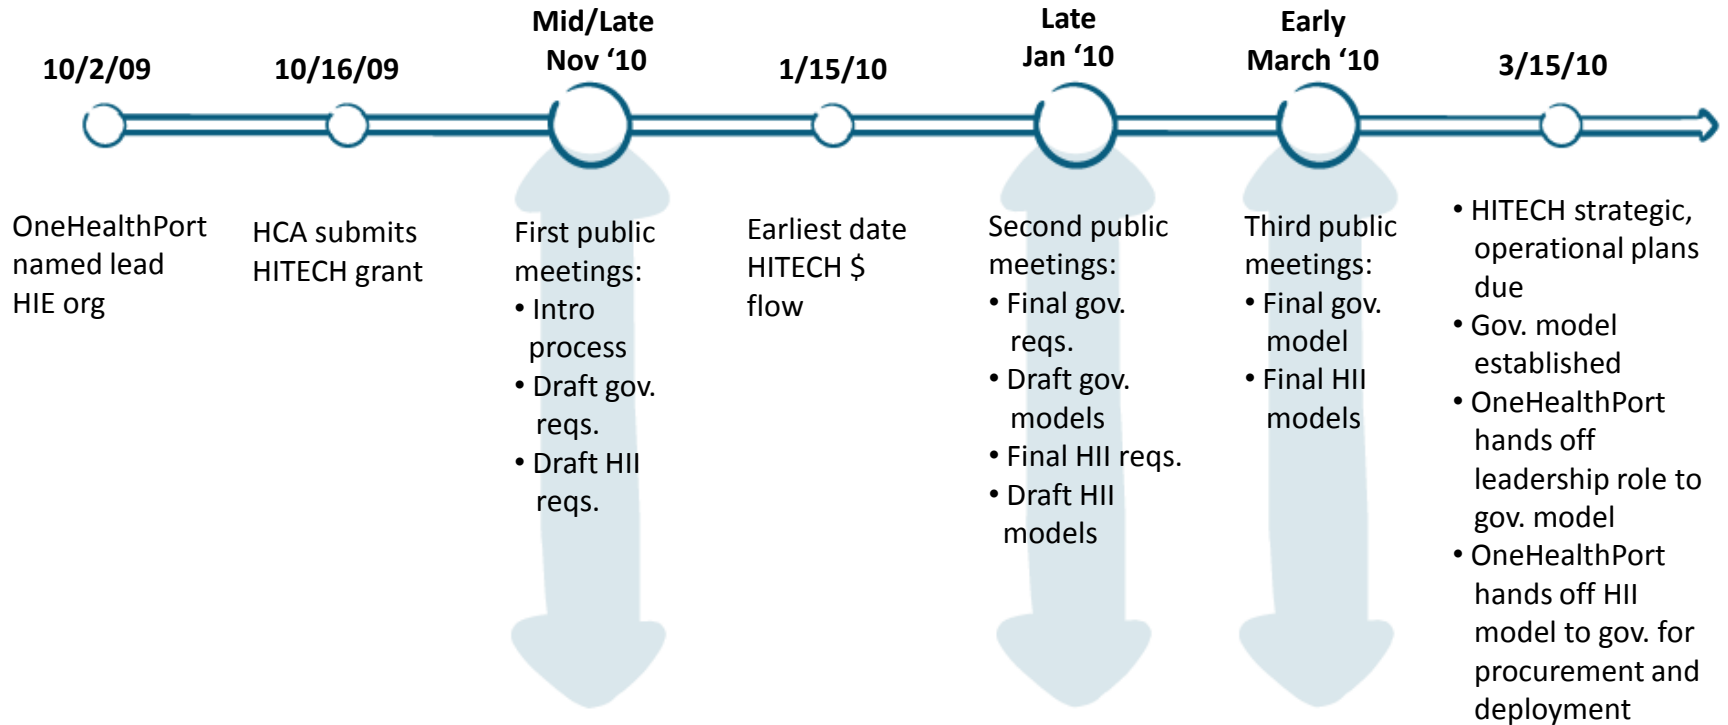 10/2/09
OneHealthPort
named lead
HIE org
10/16/09
HCA submits
HITECH grant
Mid/Late
Nov ‘10
First public
meetings:
• Intro
process
• Draft gov.
reqs.
• Draft HII
reqs.
1/15/10
Earliest date
HITECH $
flow
Late
Jan ‘10
Second public
meetings:
• Final gov.
reqs.
• Draft gov.
models
• Final HII reqs.
• Draft HII
models
Early
March ‘10
Third public
meetings:
• Final gov.
model
• Final HII
models
3/15/10
• HITECH strategic,
operational plans
due
• Gov. model
established
• OneHealthPort
hands off
leadership role to
gov. model
• OneHealthPort
hands off HII
model to gov. for
procurement and
deployment